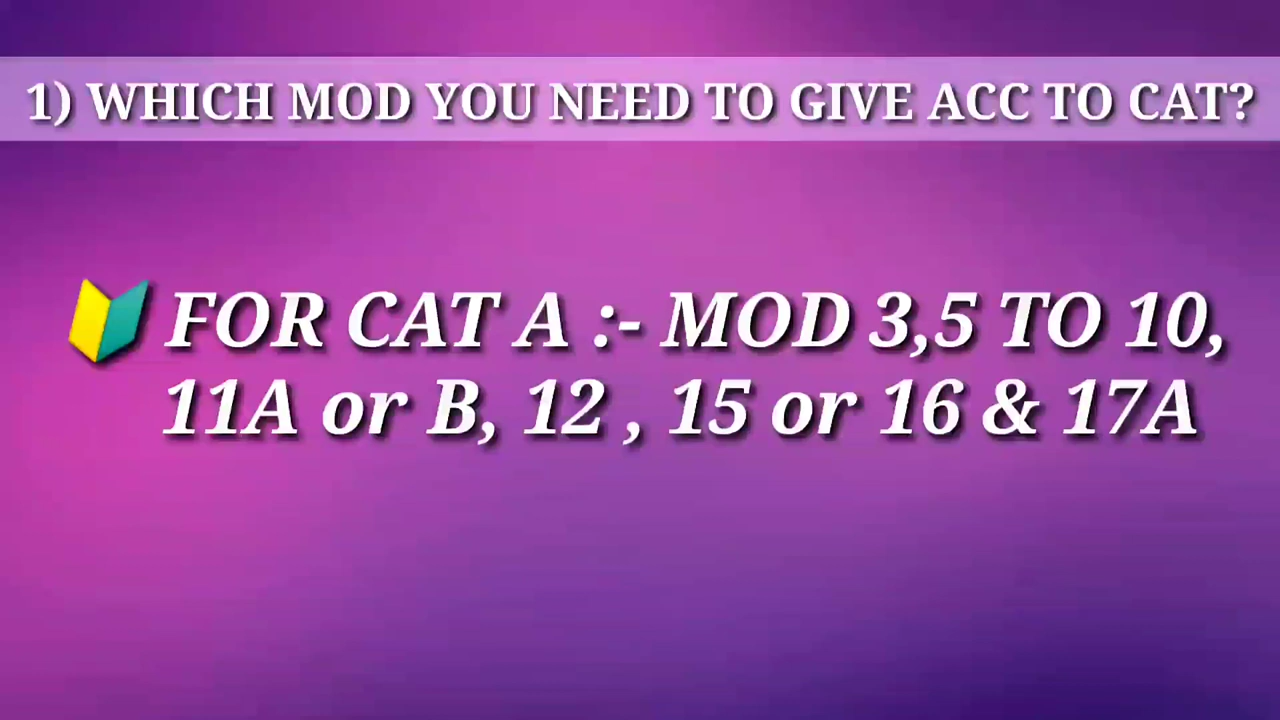 1) WHICH MOD YOU NEED TO GIVE ACC TO CAT?
FOR CAT A :- MOD 3,5 TO 10,
11A or B, 12 , 15 or 16 & 17A